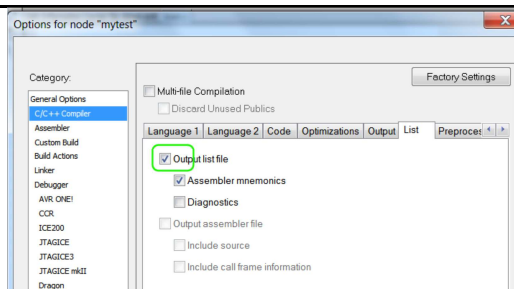 Options for node "mytest"
Category:
Factory Settings
Multi-file Compilation
Discard Unused Publics
General Options
C/C++ Compiler
Assembler
Custom Build
Build Actions
Linker
Debugger
AVR ONE!
CCR
ICE200
JTAGICE
JTAGICE3
JTAGICE mkII
Dragon
Language 1 Language 2 Code Optimizations Output List Preproces
Output list file
Assembler mnemonics
Diagnostics
Output assembler file
Include source
Include call frame information